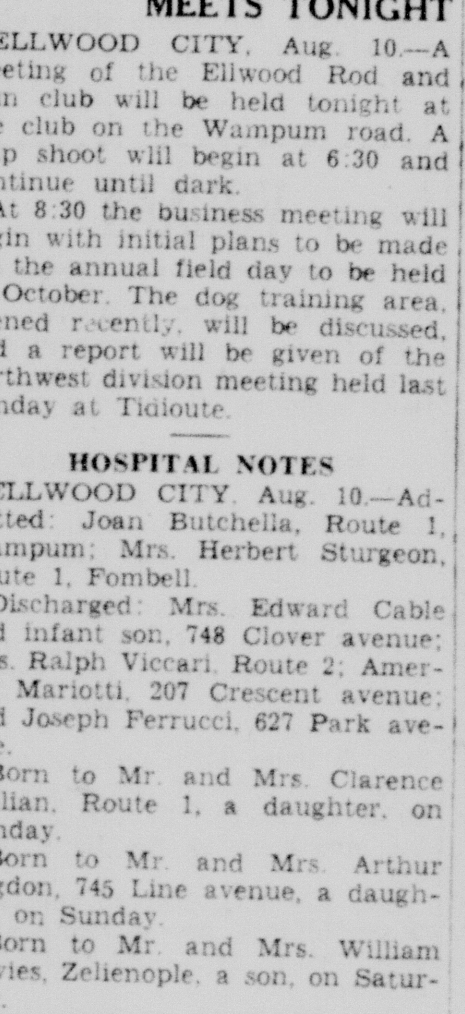 MEETS TONIGHT
ELLWOOD CITY, Aug. 10.—A
eting of the Ellwood Rod and
n club will be held tonight at
e club on the Wampum road. A
p shoot wlil begin at 6:30 and
ntinue until dark.
At 8:30 the business meeting will
gin with initial plans to be made
the annual field day to be held
October. The dog training area,
ened recently, will be discussed,
d a report will be given of the
rthwest division meeting held last
nday at Tidioute.
HOSPITAL NOTES
ELLWOOD CITY. Aug. 10.—Ad-
tted: Joan Butchella, Route 1,
ampum; Mrs. Herbert Sturgeon,
ute 1, Fombell.
Discharged: Mrs. Edward Cable
d infant son, 748 Clover avenue;
s. Ralph Viccari, Route 2; Amer-
Mariotti, 207 Crescent avenue;
d Joseph Ferrucci, 627 Park ave-
e.
Born to Mr. and Mrs. Clarence
lian, Route 1, a daughter, on
nday.
Born to Mr. and Mrs. Arthur
gdon, 745 Line avenue, a daugh-
on Sunday.
Born to Mr. and Mrs. William
vies, Zelienople, a son, on Satur-